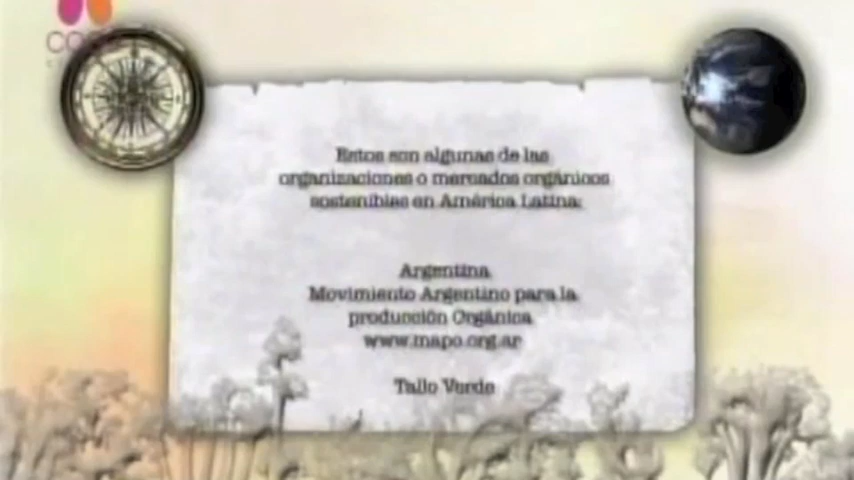 Estos son algunas de las
organizaciones o mercados orgánicos
sostenibles en América Latina:
Argentina
Movimiento Argentino para la
producción Orgánica
www.mapo.org.ar
Tallo Verde